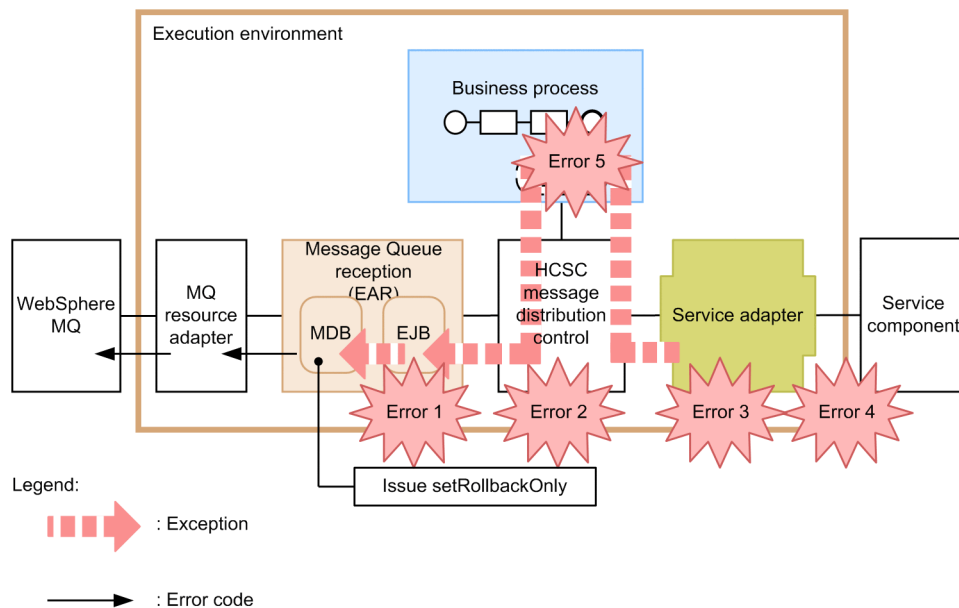 Execution environment
Business process
Error 5
WebSphere
MQ
MQ
resource
adapter
Message Queue
reception
(EAR)
MDB
EJB
HCSC
message
distribution
control
Service adapter
Service
component
Error 1
Error 2
Error 3
Error 4
Issue setRollbackOnly
Legend:
: Exception
: Error code